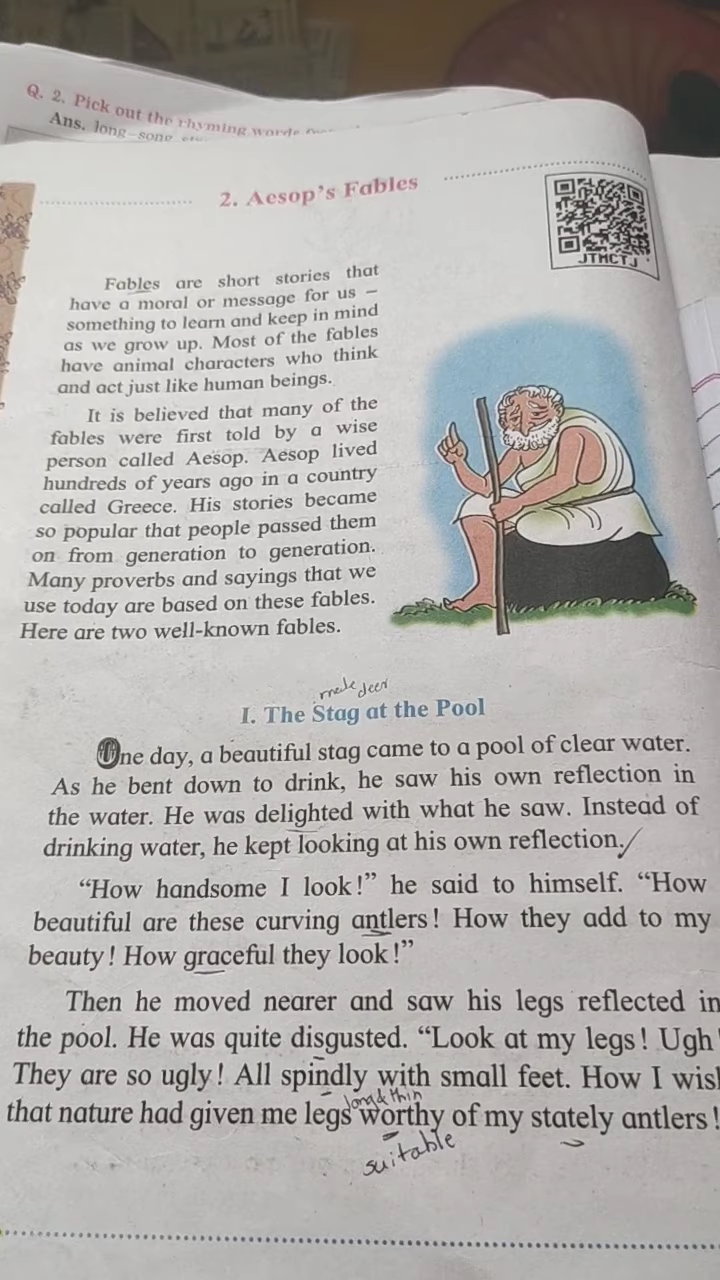 Q. 2. Pick out the rhyming words
Ans. long-song
2. Aesop's Fables
JTMCTJ
Fables are short stories that
have a moral or message for us –
something to learn and keep in mind
as we grow up. Most of the fables
have animal characters who think
and act just like human beings.
It is believed that many of the
fables were first told by a wise
person called Aesop. Aesop lived
hundreds of years ago in a country
called Greece. His stories became
so popular that people passed them
on from generation to generation.
Many proverbs and sayings that we
use today are based on these fables.
Here are two well-known fables.
male deer
I. The Stag at the Pool
One day, a beautiful stag came to a pool of clear water.
As he bent down to drink, he saw his own reflection in
the water. He was delighted with what he saw. Instead of
drinking water, he kept looking at his own reflection.
“How handsome I look!” he said to himself. “How
beautiful are these curving antlers! How they add to my
beauty! How graceful they look!”
Then he moved nearer and saw his legs reflected in
the pool. He was quite disgusted. “Look at my legs! Ugh!
They are so ugly! All spindly with small feet. How I wis
long & thin
that nature had given me legs worthy of my stately antlers!
suitable